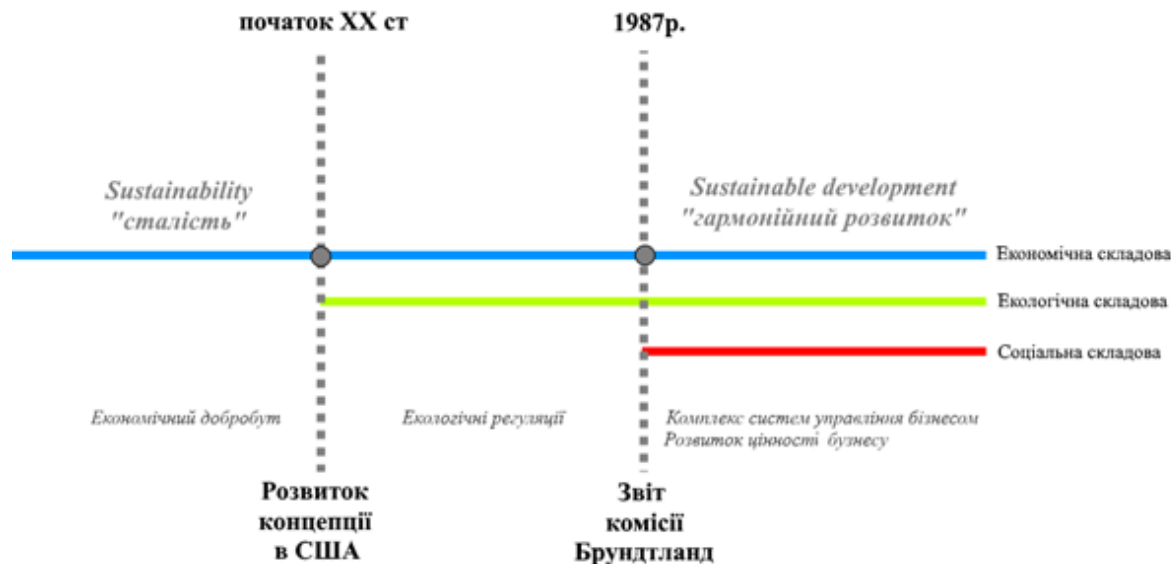 початок ХХ ст
1987р.
Sustainability
"сталість"
Sustainable development
"гармонійний розвиток"
Економічна складова
Екологічна складова
Соціальна складова
Економічний добробут
Екологічні регуляції
Комплекс систем управління бізнесом
Розвиток цінності бузнесу
Розвиток
концепції
в США
Звіт
комісії
Брундтланд